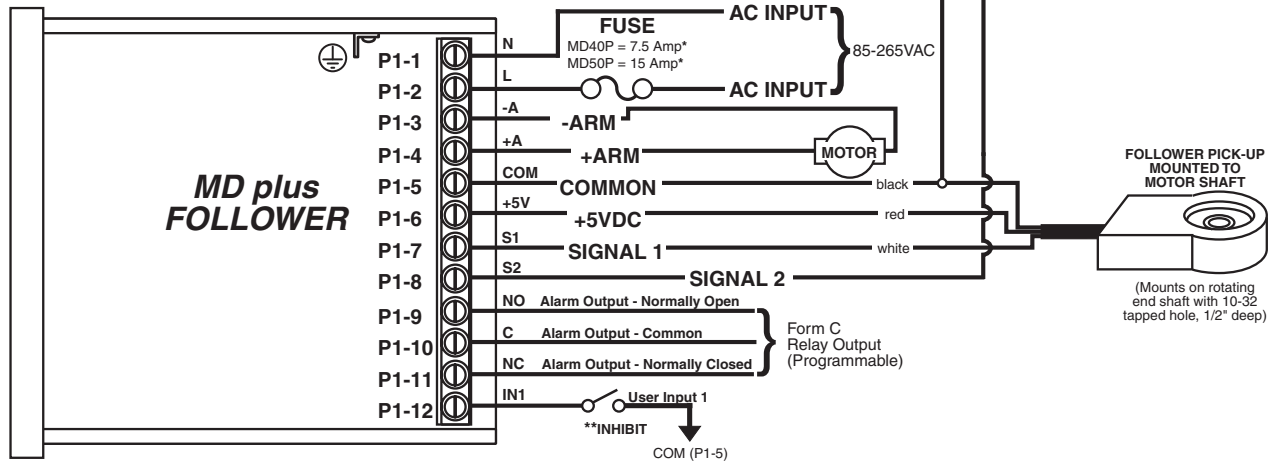 AC INPUT
FUSE
MD40P = 7.5 Amp*
MD50P = 15 Amp*
85-265VAC
AC INPUT
P1-1 N
P1-2 L
P1-3 -A -ARM
P1-4 +A +ARM MOTOR
P1-5 COM COMMON black
P1-6 +5V +5VDC red
P1-7 S1 SIGNAL 1 white
P1-8 S2 SIGNAL 2
P1-9 NO Alarm Output - Normally Open
P1-10 C Alarm Output - Common
P1-11 NC Alarm Output - Normally Closed
P1-12 IN1 User Input 1
**INHIBIT
COM (P1-5)
MD plus
FOLLOWER
Form C
Relay Output
(Programmable)
FOLLOWER PICK-UP
MOUNTED TO
MOTOR SHAFT
(Mounts on rotating
end shaft with 10-32
tapped hole, 1/2" deep)